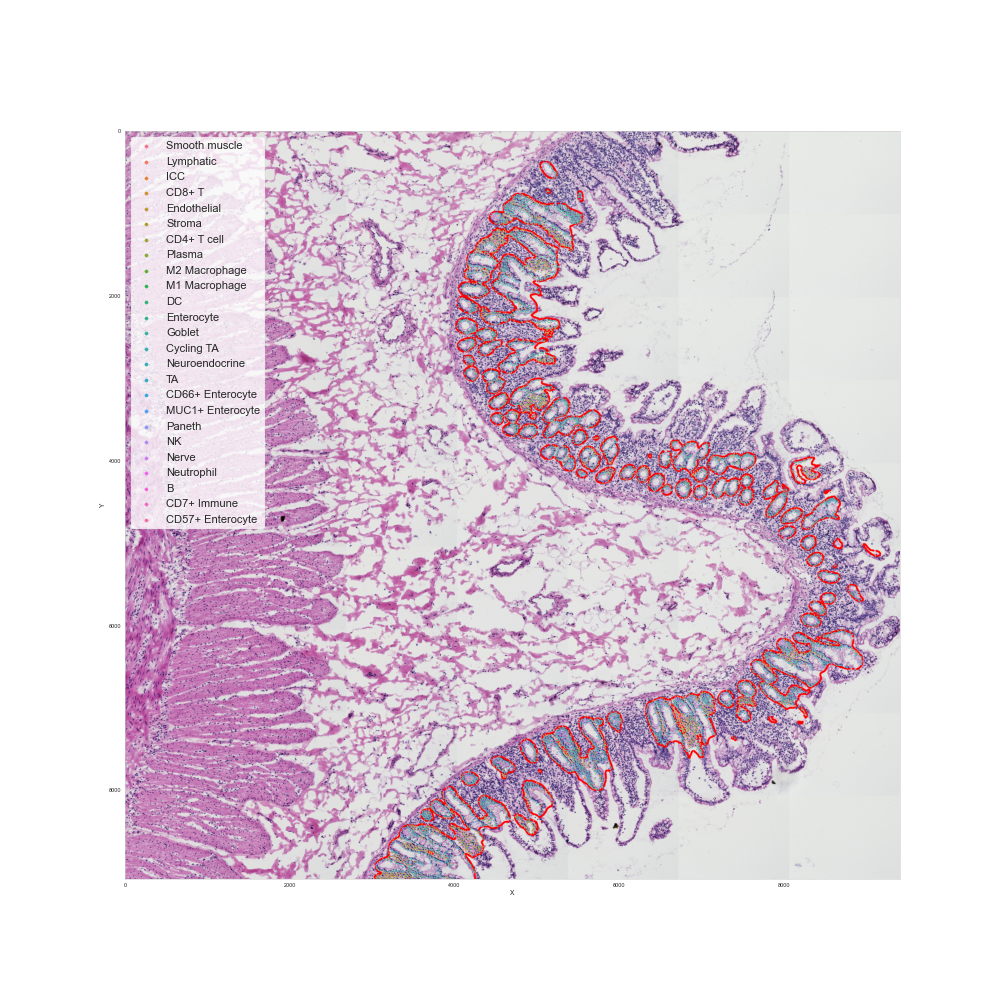 0
2000
4000
6000
8000
Y
Smooth muscle
Lymphatic
ICC
CD8+ T
Endothelial
Stroma
CD4+ T cell
Plasma
M2 Macrophage
M1 Macrophage
DC
Enterocyte
Goblet
Cycling TA
Neuroendocrine
TA
CD66+ Enterocyte
MUC1+ Enterocyte
Paneth
NK
Nerve
Neutrophil
B
CD7+ Immune
CD57+ Enterocyte
0
2000
4000
6000
8000
X